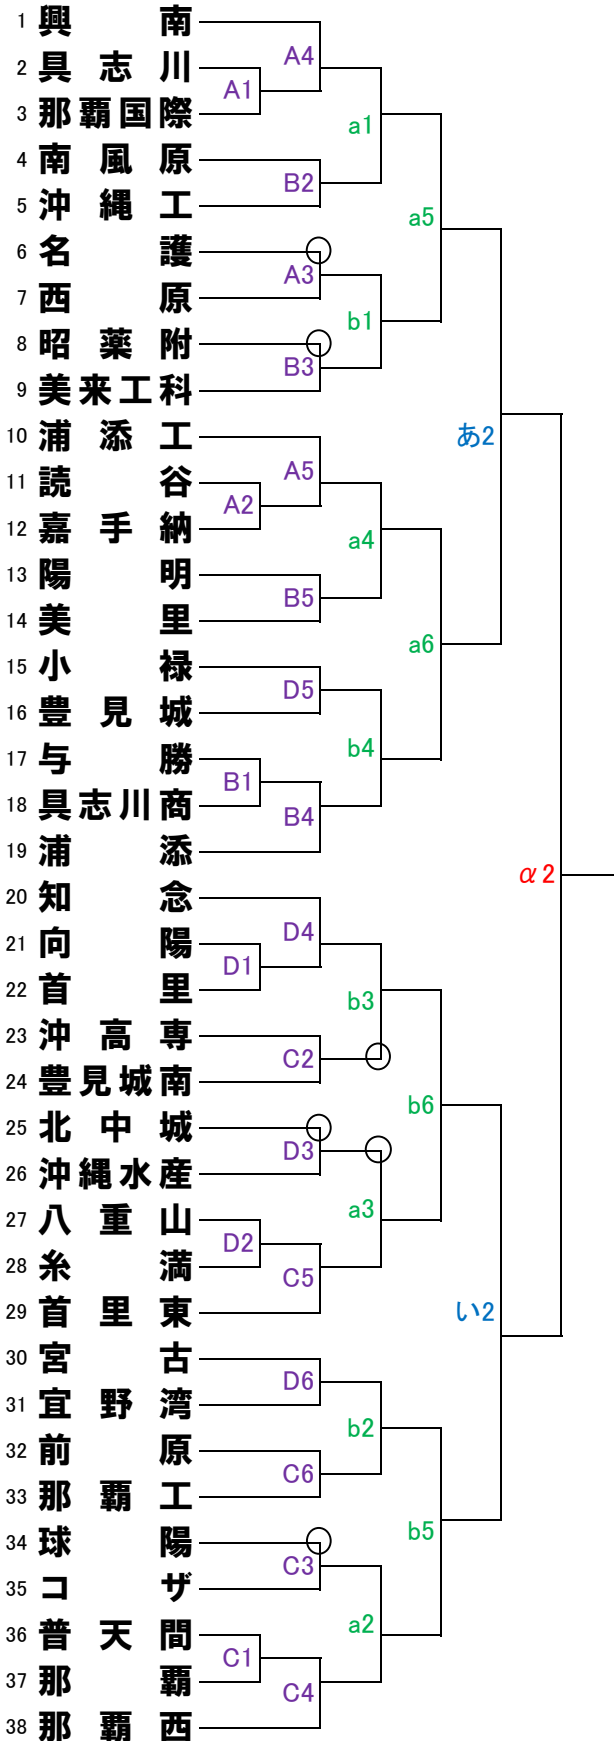 1 興南
A4
2 具志川
A1
3 那覇国際
a1
4 南風原
B2
5 沖縄工
a5
6 名護
A3
7 西原
b1
8 昭薬附
B3
9 美来工科
10 浦添工
あ2
11 読谷
A5
A2
12 嘉手納
a4
13 陽明
B5
14 美里
a6
15 小禄
D5
16 豊見城
b4
17 与勝
B1
18 具志川商
B4
19 浦添
α2
20 知念
D4
21 向陽
D1
22 首里
b3
23 沖高専
C2
24 豊見城南
b6
25 北中城
D3
26 沖縄水産
a3
27 八重山
D2
28 糸満
C5
29 首里東
い2
30 宮古
D6
31 宜野湾
b2
32 前原
C6
33 那覇工
b5
34 球陽
C3
35 コザ
a2
36 普天間
C1
37 那覇
C4
38 那覇西